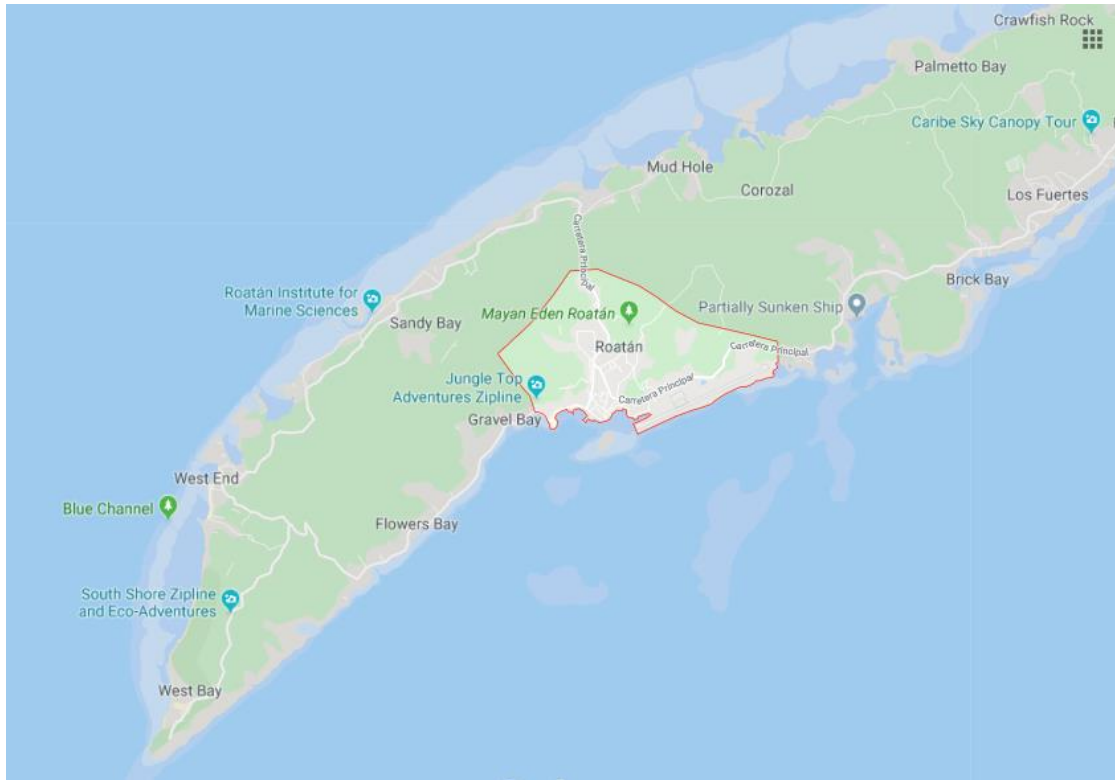 Crawfish Rock
Palmetto Bay
Caribe Sky Canopy Tour
Mud Hole
Corozal
Los Fuertes
Carretera Principal
Brick Bay
Roatán Institute for
Marine Sciences
Sandy Bay
Mayan Eden Roatán
Partially Sunken Ship
Roatán
Carretera Principal
Jungle Top
Adventures Zipline
Carretera Principal
Gravel Bay
West End
Blue Channel
Flowers Bay
South Shore Zipline
and Eco-Adventures
West Bay